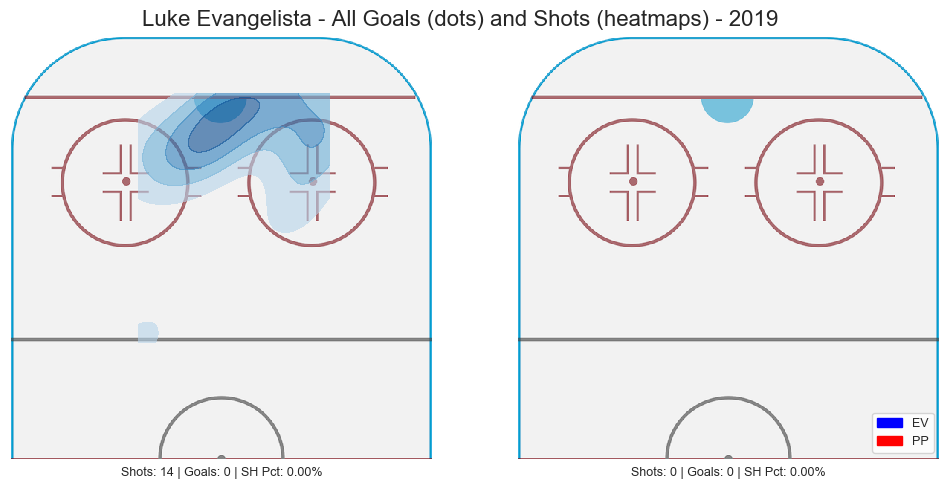 Luke Evangelista - All Goals (dots) and Shots (heatmaps) - 2019
EV
PP
Shots: 14 | Goals: 0 | SH Pct: 0.00%
Shots: 0 | Goals: 0 | SH Pct: 0.00%